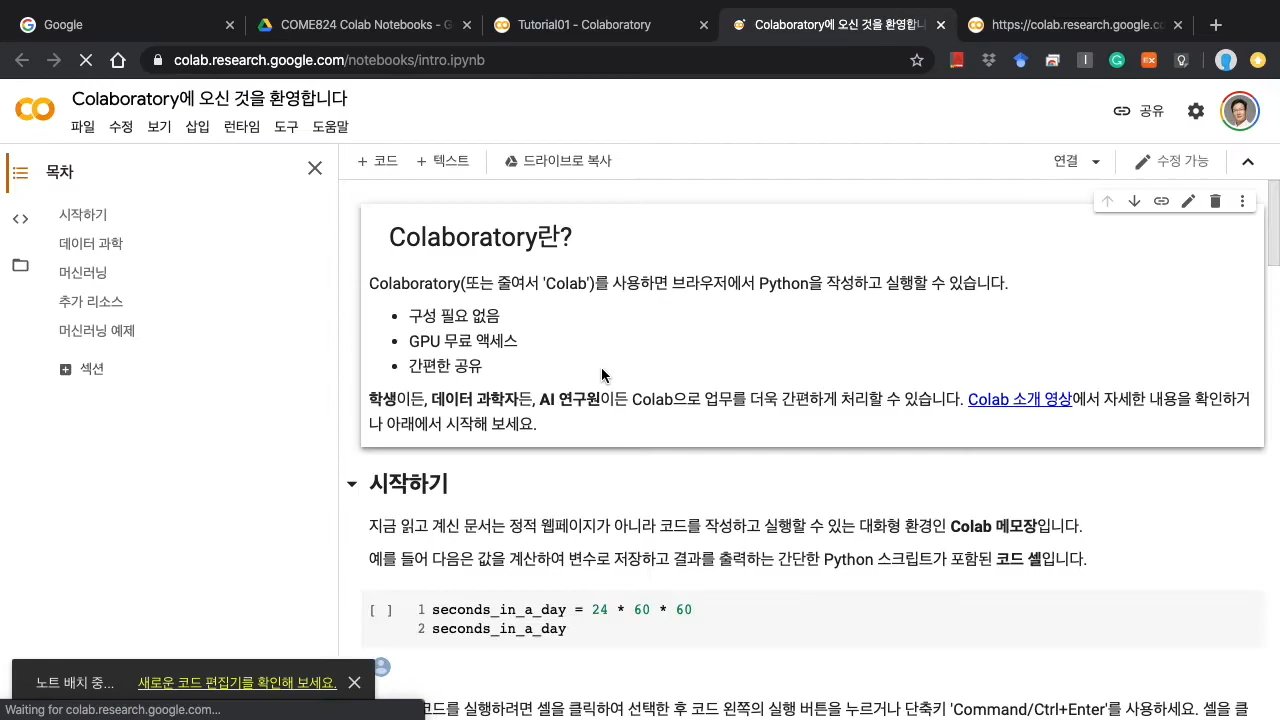 Google
COME824 Colab Notebooks - G
Tutorial01 - Colaboratory
Colaboratory에 오신 것을 환영합니
https://colab.research.google.co
colab.research.google.com/notebooks/intro.ipynb
Colaboratory에 오신 것을 환영합니다
파일 수정 보기 삽입 런타임 도구 도움말
공유
목차
시작하기
데이터 과학
머신러닝
추가 리소스
머신러닝 예제
섹션
+ 코드 + 텍스트 드라이브로 복사
연결 수정 가능
Colaboratory란?
Colaboratory(또는 줄여서 'Colab')를 사용하면 브라우저에서 Python을 작성하고 실행할 수 있습니다.
• 구성 필요 없음
• GPU 무료 액세스
• 간편한 공유
학생이든, 데이터 과학자든, AI 연구원이든 Colab으로 업무를 더욱 간편하게 처리할 수 있습니다. Colab 소개 영상에서 자세한 내용을 확인하거
나 아래에서 시작해 보세요.
시작하기
지금 읽고 계신 문서는 정적 웹페이지가 아니라 코드를 작성하고 실행할 수 있는 대화형 환경인 Colab 메모장입니다.
예를 들어 다음은 값을 계산하여 변수로 저장하고 결과를 출력하는 간단한 Python 스크립트가 포함된 코드 셀입니다.
[ ] 1 seconds_in_a_day = 24 * 60 * 60
2 seconds_in_a_day
노트 배치 중... 새로운 코드 편집기를 확인해 보세요.
Waiting for colab.research.google.com...
코드를 실행하려면 셀을 클릭하여 선택한 후 코드 왼쪽의 실행 버튼을 누르거나 단축키 'Command/Ctrl+Enter'를 사용하세요. 셀을 클